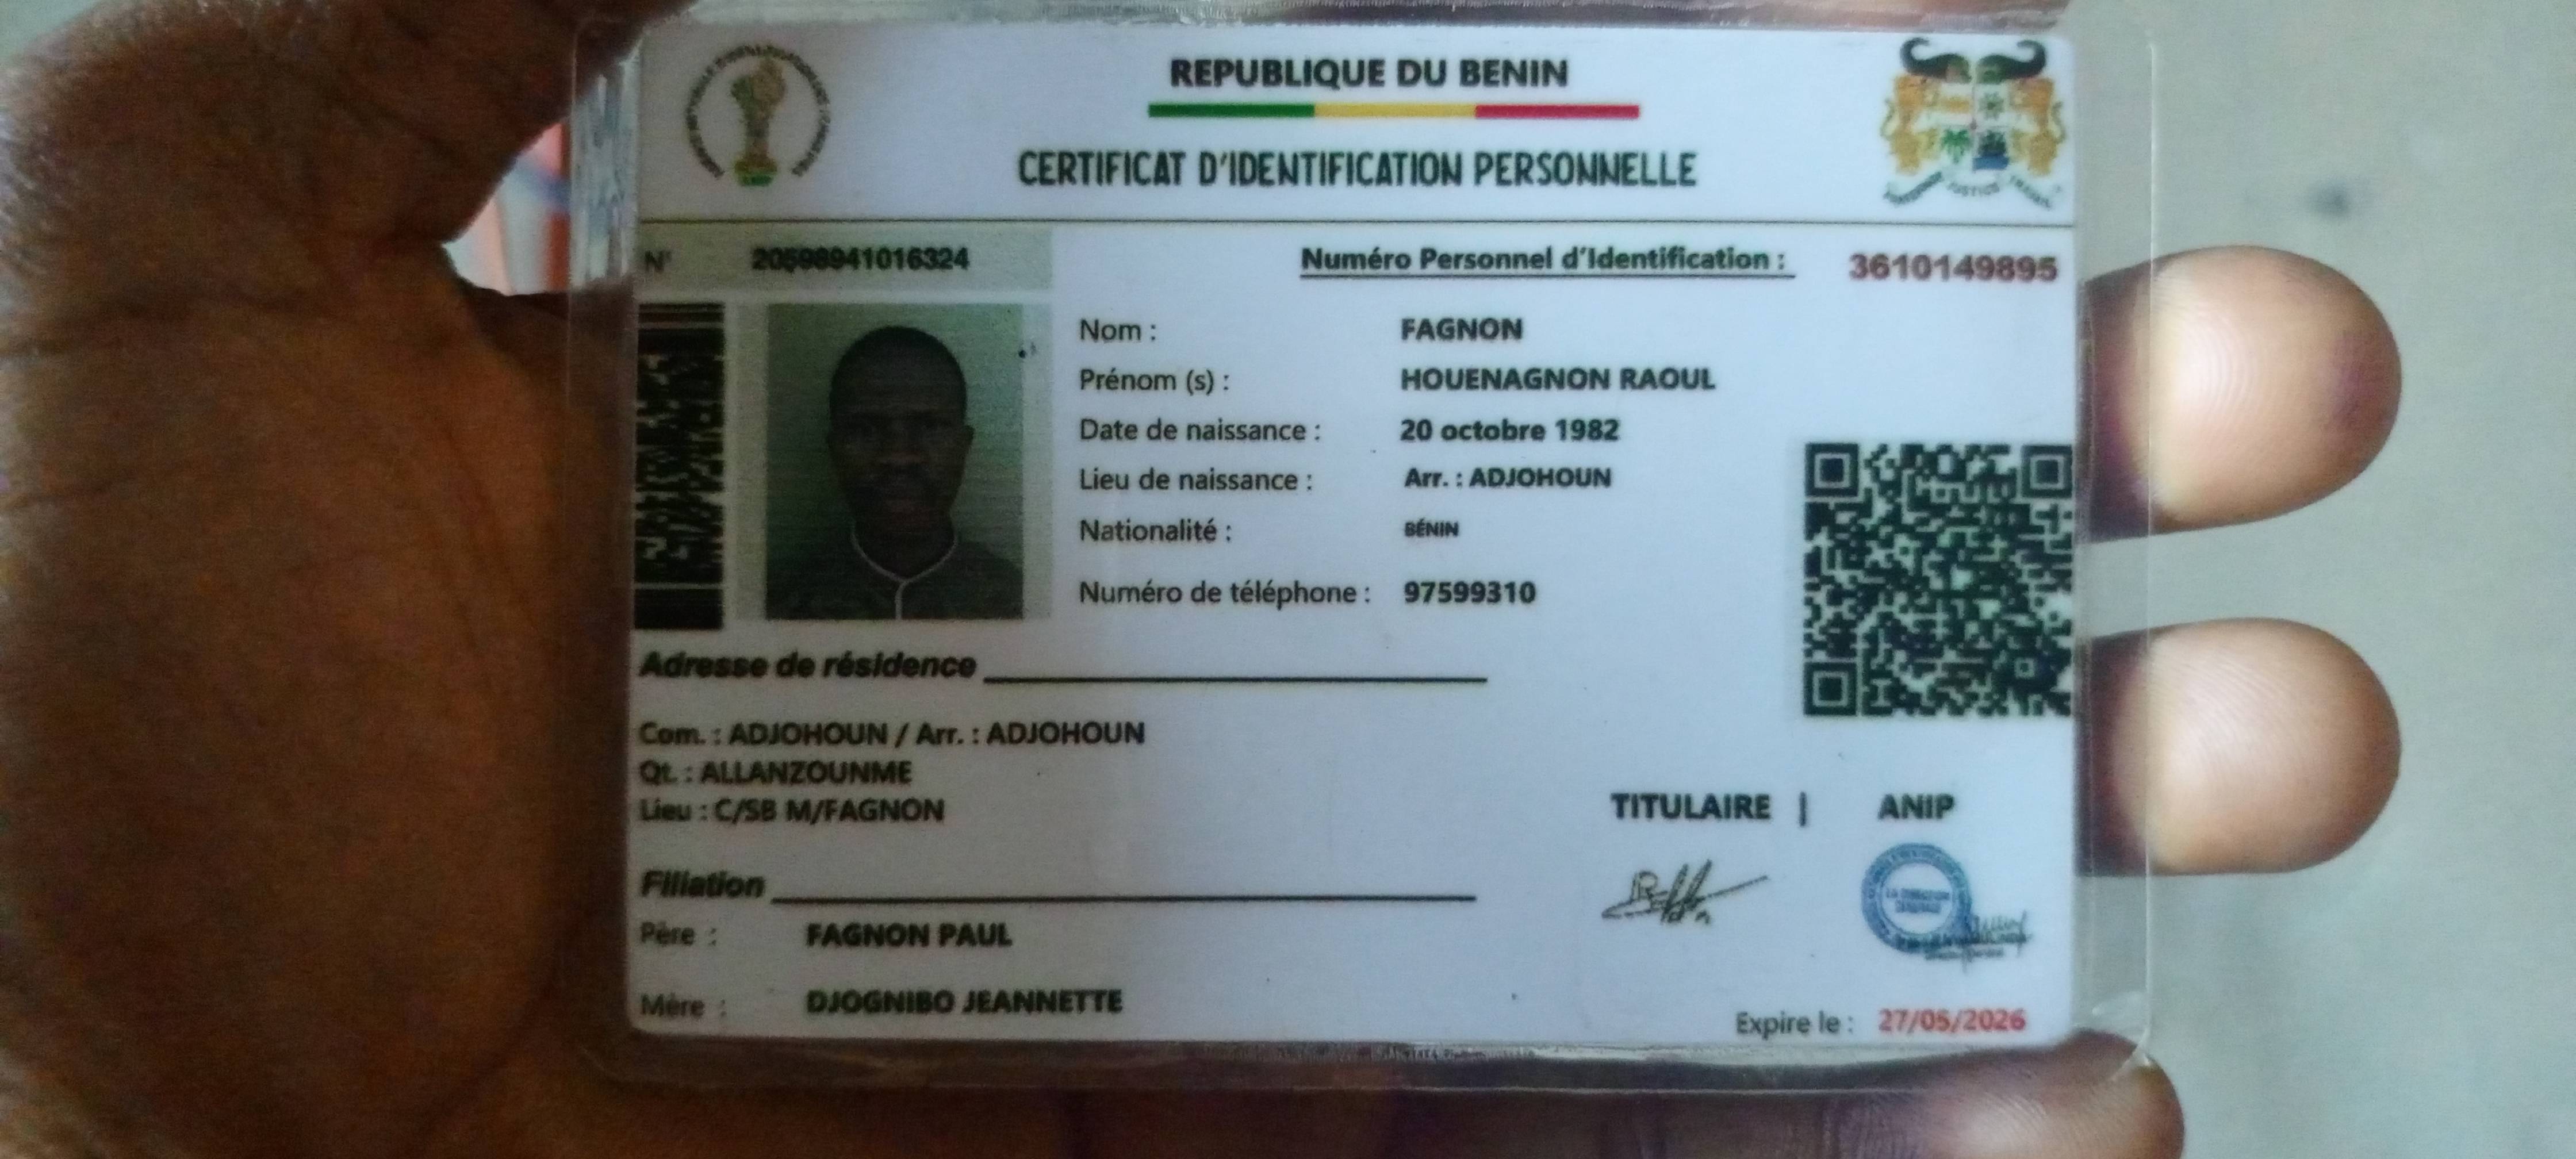 REPUBLIQUE DU BENIN
CERTIFICAT D'IDENTIFICATION PERSONNELLE
N° 20598941016324
Numéro Personnel d'Identification : 3610149895
Nom : FAGNON
Prénom (s) : HOUENAGNON RAOUL
Date de naissance : 20 octobre 1982
Lieu de naissance : Arr. : ADJOHOUN
Nationalité : BÉNIN
Numéro de téléphone : 97599310
Adresse de résidence
Com. : ADJOHOUN / Arr. : ADJOHOUN
Qt. : ALLANZOUNME
Lieu : C/SB M/FAGNON
TITULAIRE | ANIP
Filiation
Père : FAGNON PAUL
Mère : DJOGNIBO JEANNETTE
Expire le : 27/05/2026